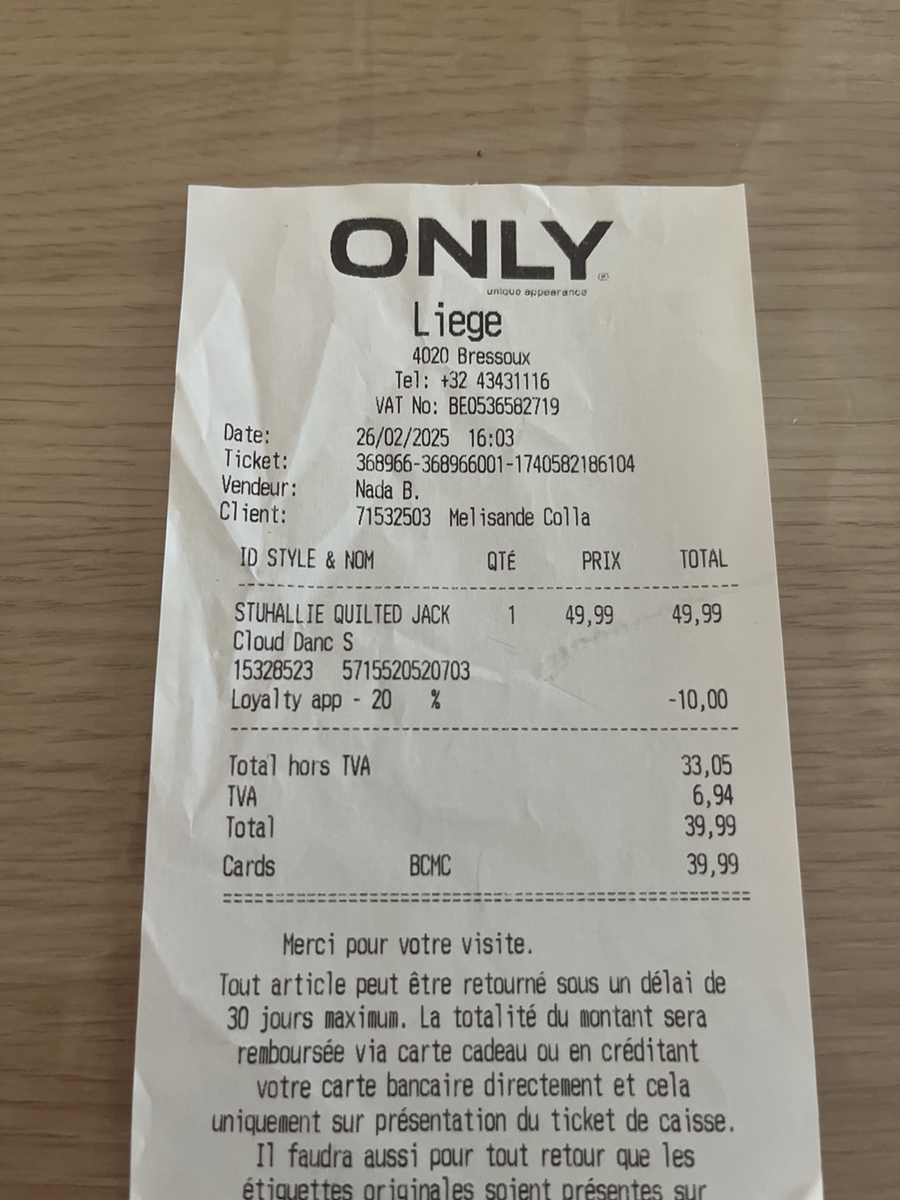 ONLY
unique appearance
Liege
4020 Bressoux
Tel: +32 43431116
VAT No: BE0536582719
Date: 26/02/2025 16:03
Ticket: 368966-368966001-1740582186104
Vendeur: Nada B.
Client: 71532503 Melisande Colla
ID STYLE & NOM QTÉ PRIX TOTAL
STUHALLIE QUILTED JACK 1 49,99 49,99
Cloud Danc S
15328523 5715520520703
Loyalty app - 20 % -10,00
Total hors TVA 33,05
TVA 6,94
Total 39,99
Cards BCMC 39,99
Merci pour votre visite.
Tout article peut être retourné sous un délai de
30 jours maximum. La totalité du montant sera
remboursée via carte cadeau ou en créditant
votre carte bancaire directement et cela
uniquement sur présentation du ticket de caisse.
Il faudra aussi pour tout retour que les
étiquettes originales soient présentes sur